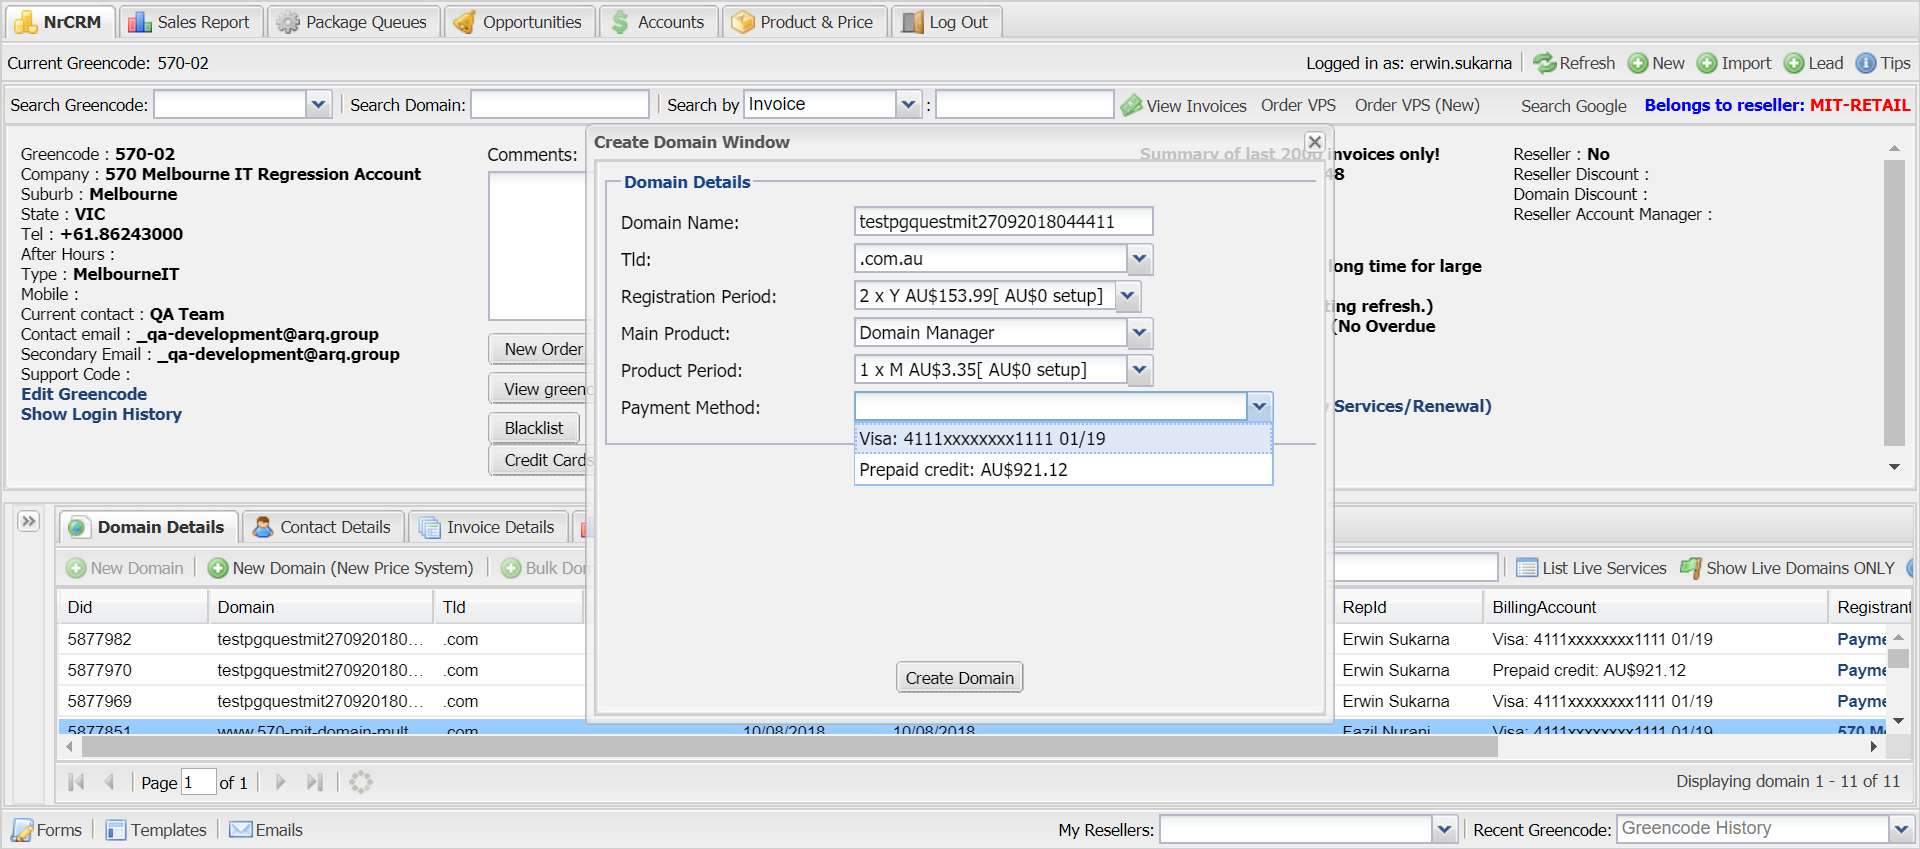 NrCRM Sales Report Package Queues Opportunities Accounts Product & Price Log Out
Current Greencode: 570-02 Logged in as: erwin.sukarna Refresh New Import Lead Tips
Search Greencode: Search Domain: Search by Invoice : View Invoices Order VPS Order VPS (New) Search Google Belongs to reseller: MIT-RETAIL
Greencode : 570-02
Company : 570 Melbourne IT Regression Account
Suburb : Melbourne
State : VIC
Tel : +61.86243000
After Hours :
Type : MelbourneIT
Mobile :
Current contact : QA Team
Contact email : _qa-development@arq.group
Secondary Email : _qa-development@arq.group
Support Code :
Edit Greencode
Show Login History
Comments:
New Order
View greenc
Blacklist
Credit Cards
Create Domain Window
Domain Details
Domain Name: testpgquestmit27092018044411
Tld: .com.au
Registration Period: 2 x Y AU$153.99[ AU$0 setup]
Main Product: Domain Manager
Product Period: 1 x M AU$3.35[ AU$0 setup]
Payment Method:
Visa: 4111xxxxxxxx1111 01/19
Prepaid credit: AU$921.12
Create Domain
Summary of last 2000 invoices only!
48
long time for large
ting refresh.)
(No Overdue
Services/Renewal)
Reseller : No
Reseller Discount :
Domain Discount :
Reseller Account Manager :
Domain Details Contact Details Invoice Details
New Domain New Domain (New Price System) Bulk Dom List Live Services Show Live Domains ONLY
Did Domain Tld RepId BillingAccount Registrant
5877982 testpgquestmit270920180... .com Erwin Sukarna Visa: 4111xxxxxxxx1111 01/19 Payme
5877970 testpgquestmit270920180... .com Erwin Sukarna Prepaid credit: AU$921.12 Payme
5877969 testpgquestmit270920180... .com Erwin Sukarna Visa: 4111xxxxxxxx1111 01/19 Payme
5877851 www.570-mit-domain-mult... .com 10/08/2018 10/08/2018 Fazil Nurani Visa: 4111xxxxxxxx1111 01/19 570 M
Page 1 of 1 Displaying domain 1 - 11 of 11
Forms Templates Emails My Resellers: Recent Greencode: Greencode History